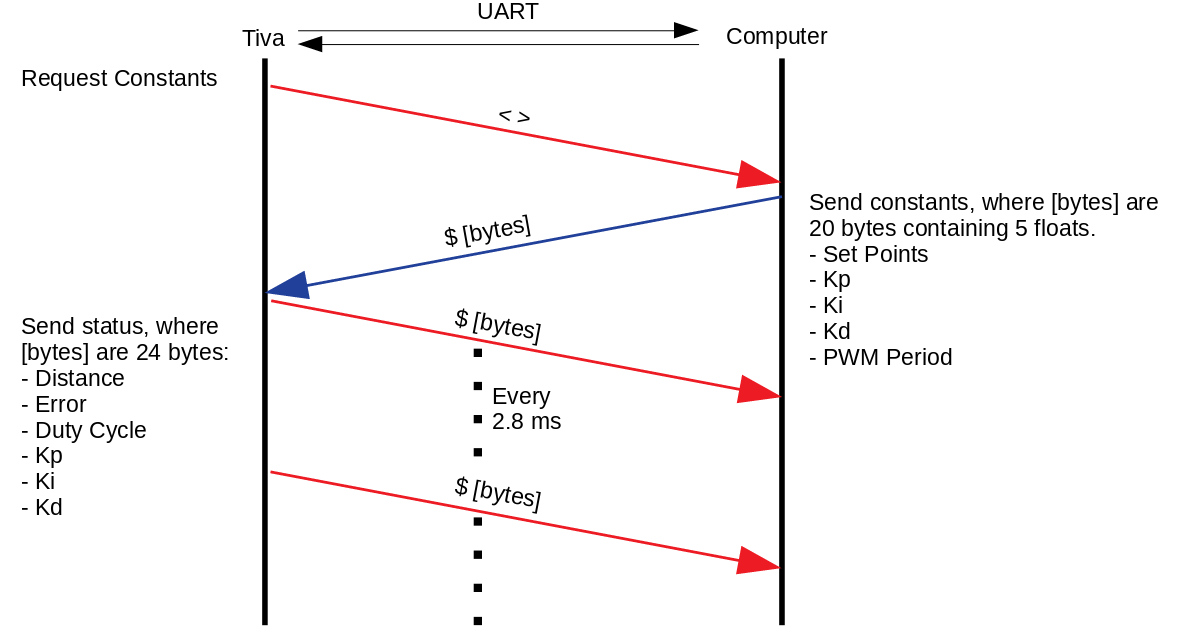 UART
Tiva
Computer
Request Constants
< >
Send constants, where [bytes] are
20 bytes containing 5 floats.
- Set Points
- Kp
- Ki
- Kd
- PWM Period
$ [bytes]
$ [bytes]
Send status, where
[bytes] are 24 bytes:
- Distance
- Error
- Duty Cycle
- Kp
- Ki
- Kd
Every
2.8 ms
$ [bytes]